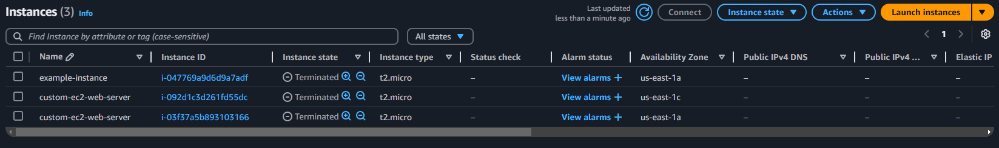 Instances (3) Info
Last updated
less than a minute ago
Connect
Instance state
Actions
Launch instances
Find Instance by attribute or tag (case-sensitive)
All states
1
Name Instance ID Instance state Instance type Status check Alarm status Availability Zone Public IPv4 DNS Public IPv4 ... Elastic IP
example-instance i-047769a9d6d9a7adf Terminated t2.micro – View alarms + us-east-1a – – –
custom-ec2-web-server i-092d1c3d261fd55dc Terminated t2.micro – View alarms + us-east-1c – – –
custom-ec2-web-server i-03f37a5b893103166 Terminated t2.micro – View alarms + us-east-1a – – –